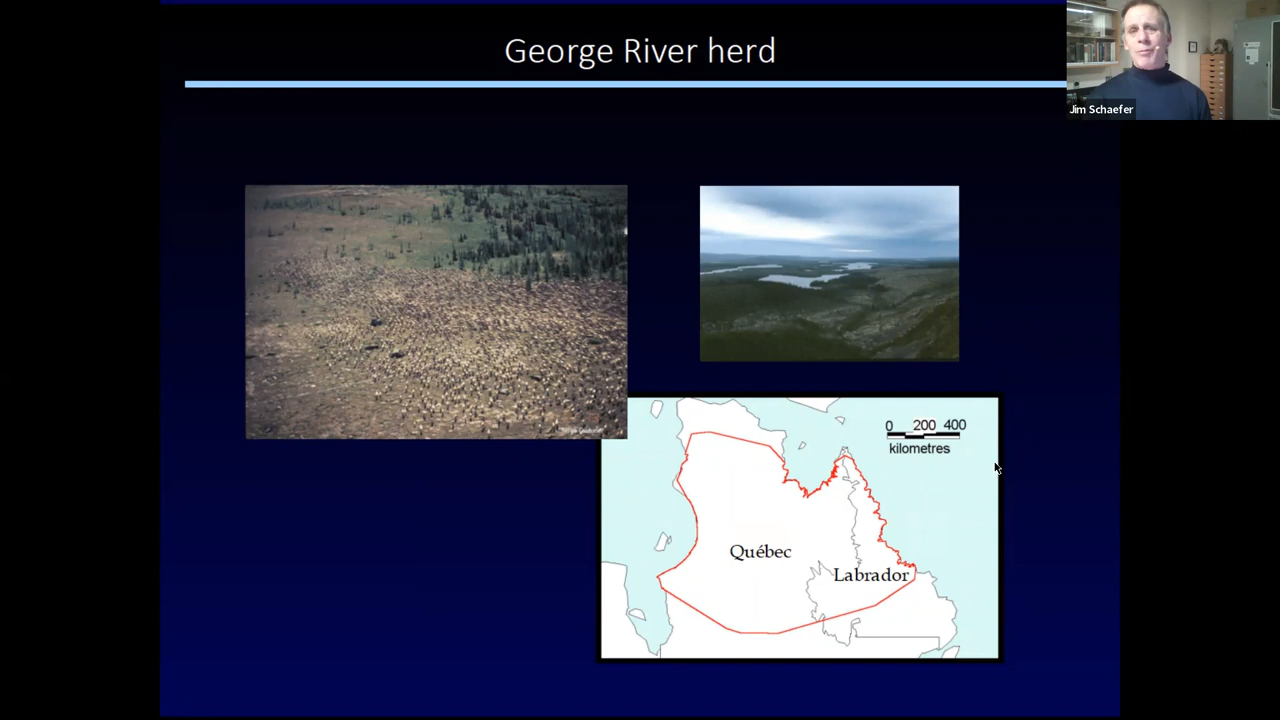 George River herd
Jim Schaefer
0 200 400
kilometres
Québec
Labrador